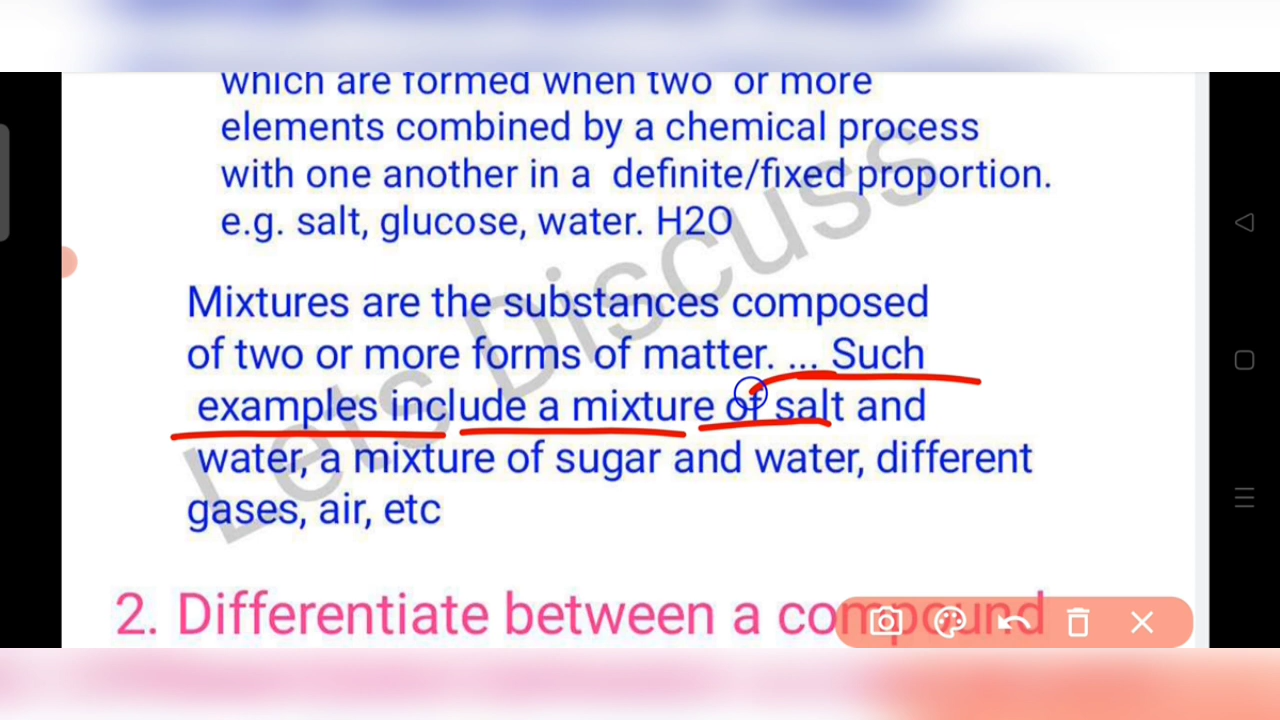 which are formed when two or more
elements combined by a chemical process
with one another in a definite/fixed proportion.
e.g. salt, glucose, water. H2O
Mixtures are the substances composed
of two or more forms of matter. ... Such
examples include a mixture of salt and
water, a mixture of sugar and water, different
gases, air, etc
Lets Discuss
2. Differentiate between a compound